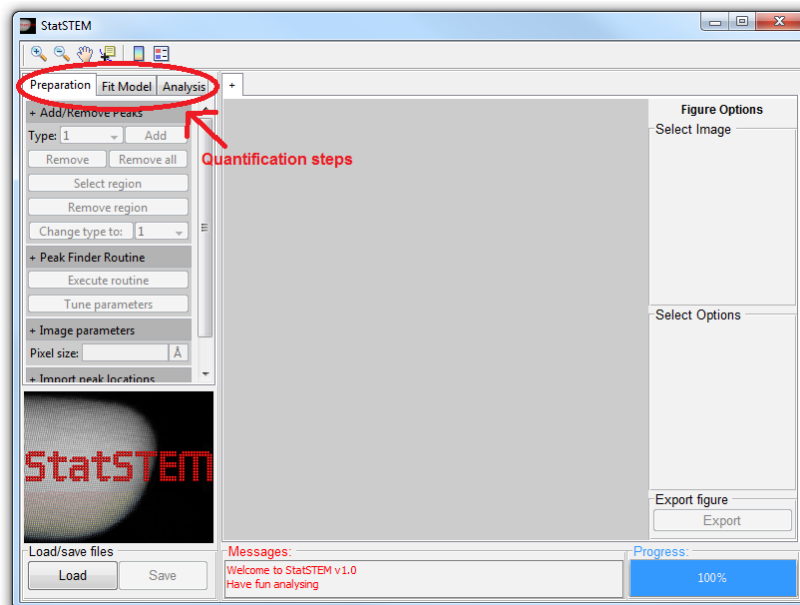 StatSTEM
Preparation Fit Model Analysis +
+ Add/Remove Peaks
Type: 1 Add
Remove Remove all
Select region
Remove region
Change type to: 1
+ Peak Finder Routine
Execute routine
Tune parameters
+ Image parameters
Pixel size: Å
+ Import peak locations
Quantification steps
Figure Options
Select Image
Select Options
Export figure
Export
StatSTEM
Load/save files
Load Save
Messages:
Welcome to StatSTEM v1.0
Have fun analysing
Progress:
100%